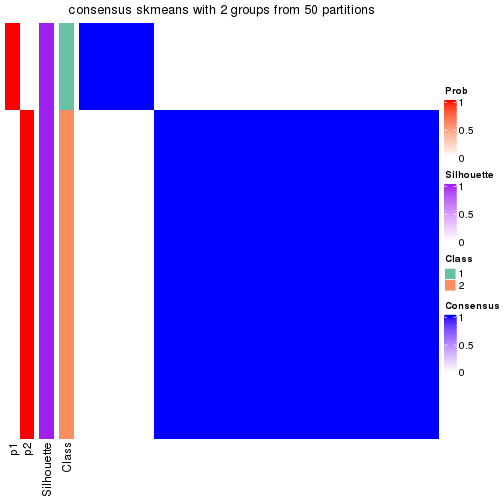 consensus skmeans with 2 groups from 50 partitions
Prob
1
0.5
0
Silhouette
1
0.5
0
Class
1
2
Consensus
1
0.5
0
p1
p2
Silhouette
Class